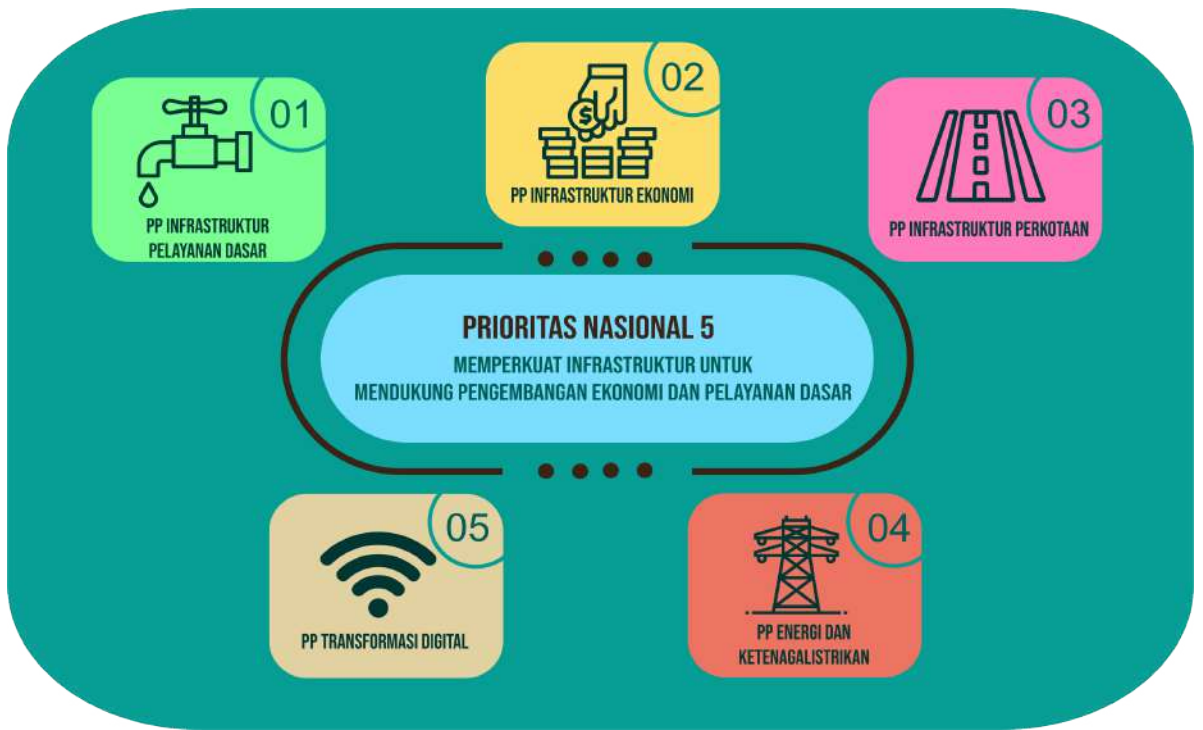 01
PP INFRASTRUKTUR
PELAYANAN DASAR
02
$
PP INFRASTRUKTUR EKONOMI
03
PP INFRASTRUKTUR PERKOTAAN
PRIORITAS NASIONAL 5
MEMPERKUAT INFRASTRUKTUR UNTUK
MENDUKUNG PENGEMBANGAN EKONOMI DAN PELAYANAN DASAR
05
PP TRANSFORMASI DIGITAL
04
PP ENERGI DAN
KETENAGALISTRIKAN